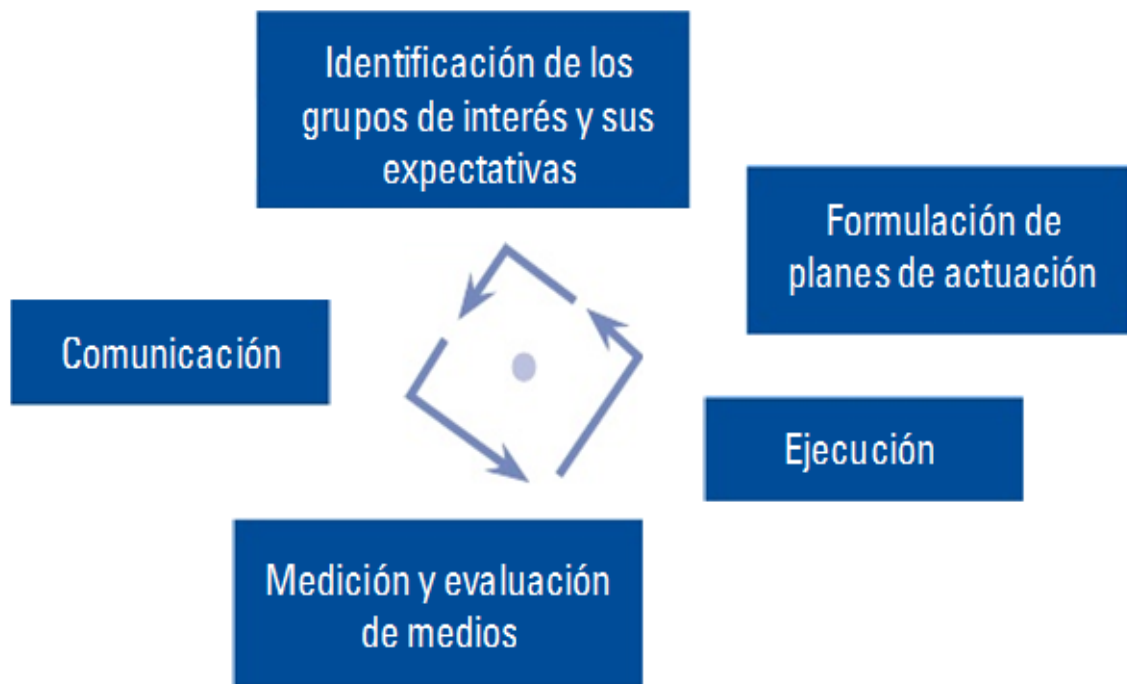 Identificación de los
grupos de interés y sus
expectativas
Formulación de
planes de actuación
Comunicación
Ejecución
Medición y evaluación
de medios